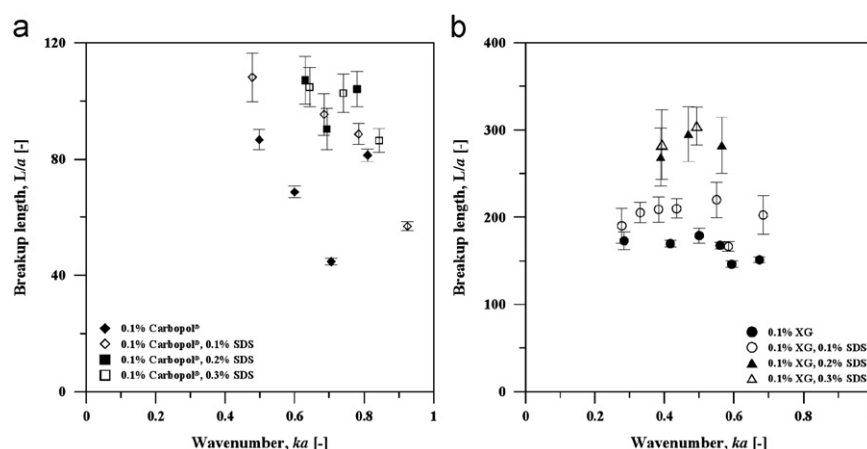 a
120
80
40
0
Breakup length, L/a [-]
0.1% Carbopol®
0.1% Carbopol®, 0.1% SDS
0.1% Carbopol®, 0.2% SDS
0.1% Carbopol®, 0.3% SDS
0 0.2 0.4 0.6 0.8 1
Wavenumber, ka [-]
b
400
300
200
100
0
Breakup length, L/a [-]
0.1% XG
0.1% XG, 0.1% SDS
0.1% XG, 0.2% SDS
0.1% XG, 0.3% SDS
0 0.2 0.4 0.6 0.8
Wavenumber, ka [-]